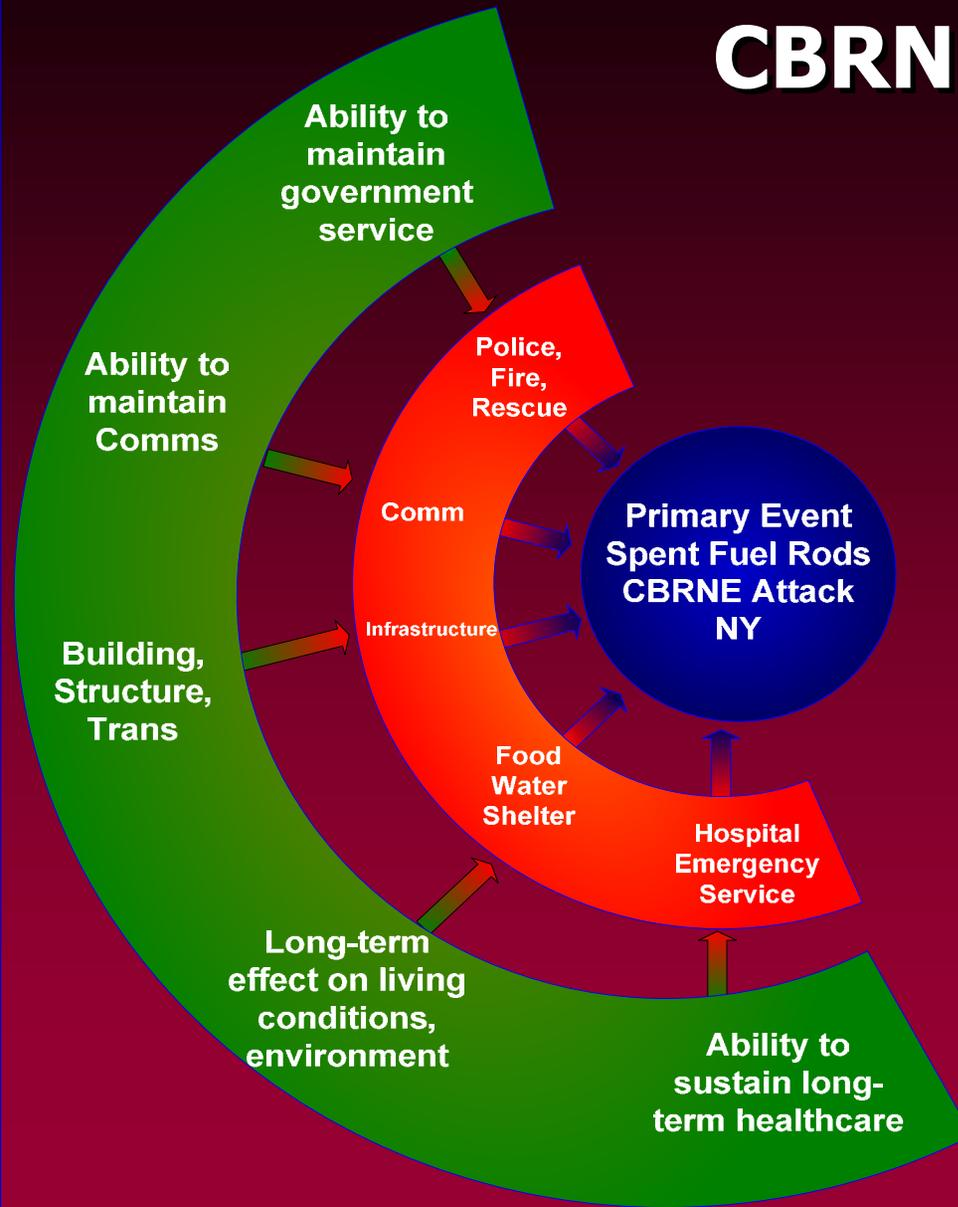 CBRN
Ability to
maintain
government
service
Ability to
maintain
Comms
Building,
Structure,
Trans
Long-term
effect on living
conditions,
environment
Ability to
sustain long-
term healthcare
Police,
Fire,
Rescue
Comm
Infrastructure
Food
Water
Shelter
Hospital
Emergency
Service
Primary Event
Spent Fuel Rods
CBRNE Attack
NY